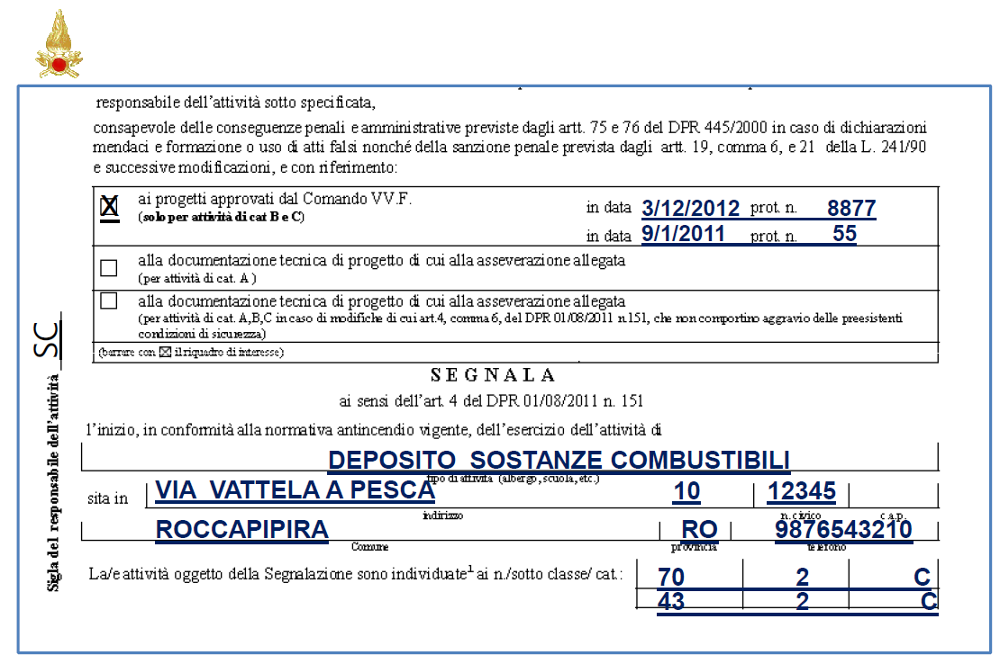 responsabile dell'attività sotto specificata,
consapevole delle conseguenze penali e amministrative previste dagli artt. 75 e 76 del DPR 445/2000 in caso di dichiarazioni
mendaci e formazione o uso di atti falsi nonché della sanzione penale prevista dagli artt. 19, comma 6, e 21 della L. 241/90
e successive modificazioni, e con riferimento:
X ai progetti approvati dal Comando VV.F. in data 3/12/2012 prot. n. 8877
(solo per attività di cat B e C)
in data 9/1/2011 prot. n. 55
alla documentazione tecnica di progetto di cui alla asseverazione allegata
(per attività di cat. A )
alla documentazione tecnica di progetto di cui alla asseverazione allegata
(per attività di cat. A,B,C in caso di modifiche di cui art.4, comma 6, del DPR 01/08/2011 n.151, che non comportino aggravio delle preesistenti
condizioni di sicurezza)
(barrare con ☒ il riquadro di interesse)
SEGNALA
ai sensi dell'art. 4 del DPR 01/08/2011 n. 151
l'inizio, in conformità alla normativa antincendio vigente, dell'esercizio dell'attività di
DEPOSITO SOSTANZE COMBUSTIBILI
tipo di attività (albergo, scuola, etc.)
sita in VIA VATTELA A PESCA 10 12345
indirizzo n. civico c.a.p.
ROCCAPIPIRA RO 9876543210
Comune provincia telefono
La/e attività oggetto della Segnalazione sono individuate1 ai n./sotto classe/ cat.: 70 2 C
43 2 C
Sigla del responsabile dell'attività SC